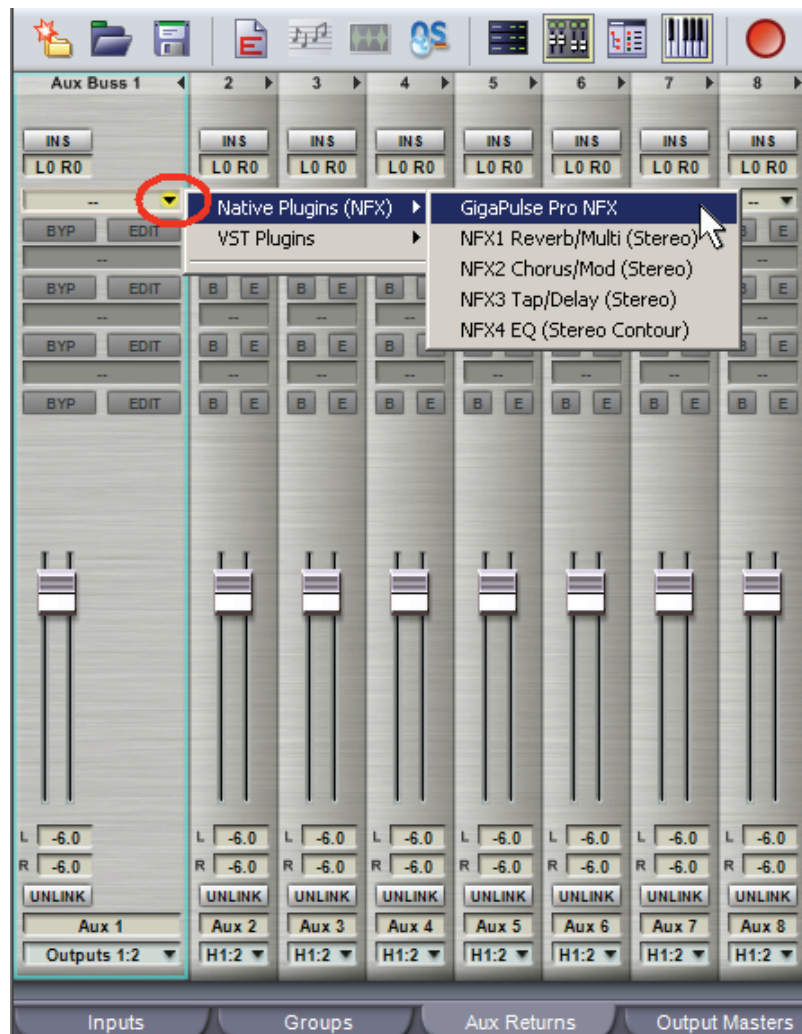 E QS
Aux Buss 1 2 3 4 5 6 7 8
INS INS INS INS INS INS INS INS
L0 R0 L0 R0 L0 R0 L0 R0 L0 R0 L0 R0 L0 R0 L0 R0
-- Native Plugins (NFX) GigaPulse Pro NFX --
BYP EDIT VST Plugins NFX1 Reverb/Multi (Stereo) E
-- NFX2 Chorus/Mod (Stereo) --
BYP EDIT B E B E B NFX3 Tap/Delay (Stereo) B E
-- -- -- NFX4 EQ (Stereo Contour) --
BYP EDIT B E B E B E B E B E B E B E
-- -- -- -- -- -- -- --
BYP EDIT B E B E B E B E B E B E B E
L -6.0 L -6.0 L -6.0 L -6.0 L -6.0 L -6.0 L -6.0 L -6.0
R -6.0 R -6.0 R -6.0 R -6.0 R -6.0 R -6.0 R -6.0 R -6.0
UNLINK UNLINK UNLINK UNLINK UNLINK UNLINK UNLINK UNLINK
Aux 1 Aux 2 Aux 3 Aux 4 Aux 5 Aux 6 Aux 7 Aux 8
Outputs 1:2 H1:2 H1:2 H1:2 H1:2 H1:2 H1:2 H1:2
Inputs Groups Aux Returns Output Masters